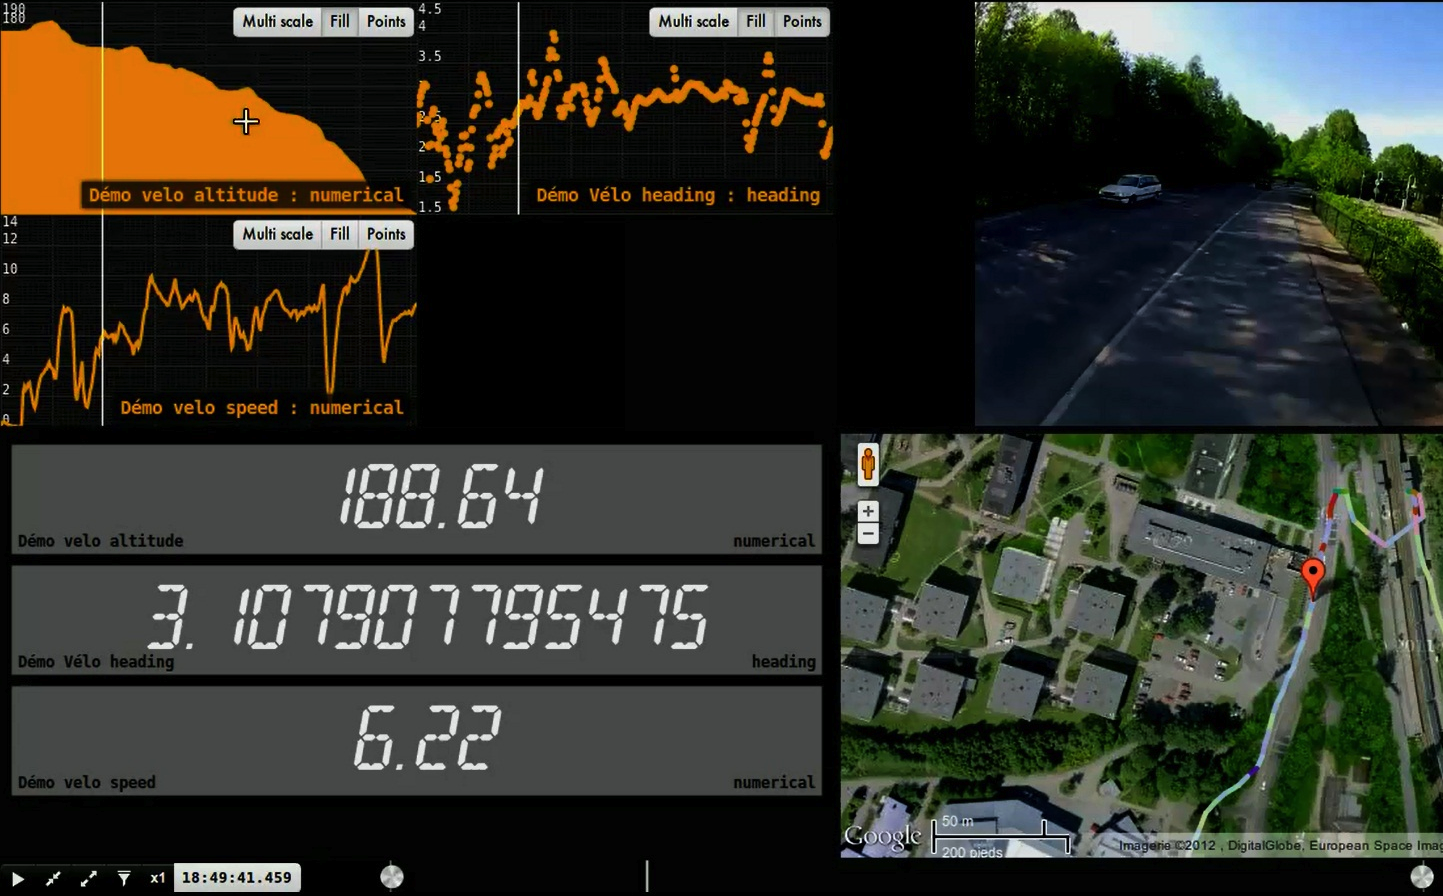 190
180
Multi scale Fill Points
Démo velo altitude : numerical
4.5
4
3.5
2.5
2
1.5
1.5
Multi scale Fill Points
Démo Vélo heading : heading
14
12
10
8
6
4
2
0
Multi scale Fill Points
Démo velo speed : numerical
188.64
Démo velo altitude numerical
3.107907795475
Démo Vélo heading heading
6.22
Démo velo speed numerical
+
−
Google
50 m
200 pieds
Imagerie ©2012 , DigitalGlobe, European Space Imag
x1 18:49:41.459